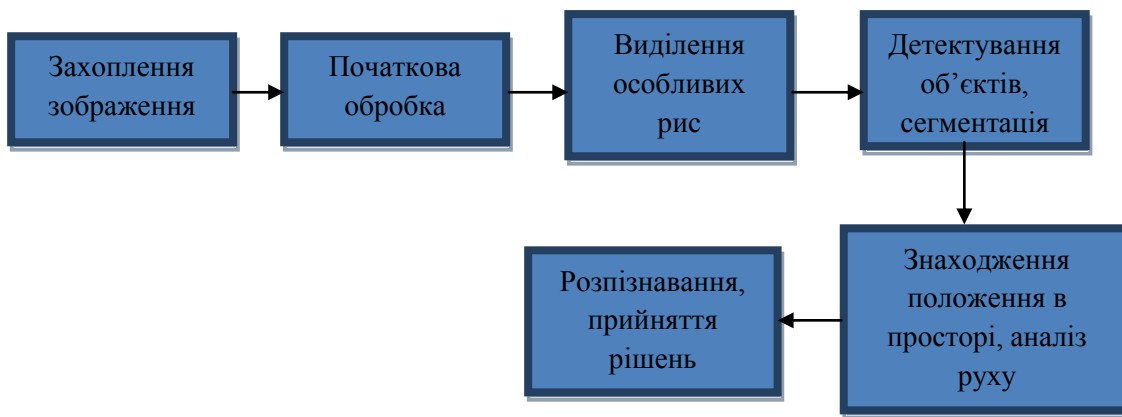 Захоплення
зображення
Початкова
обробка
Виділення
особливих
рис
Детектування
об’єктів,
сегментація
Знаходження
положення в
просторі, аналіз
руху
Розпізнавання,
прийняття
рішень